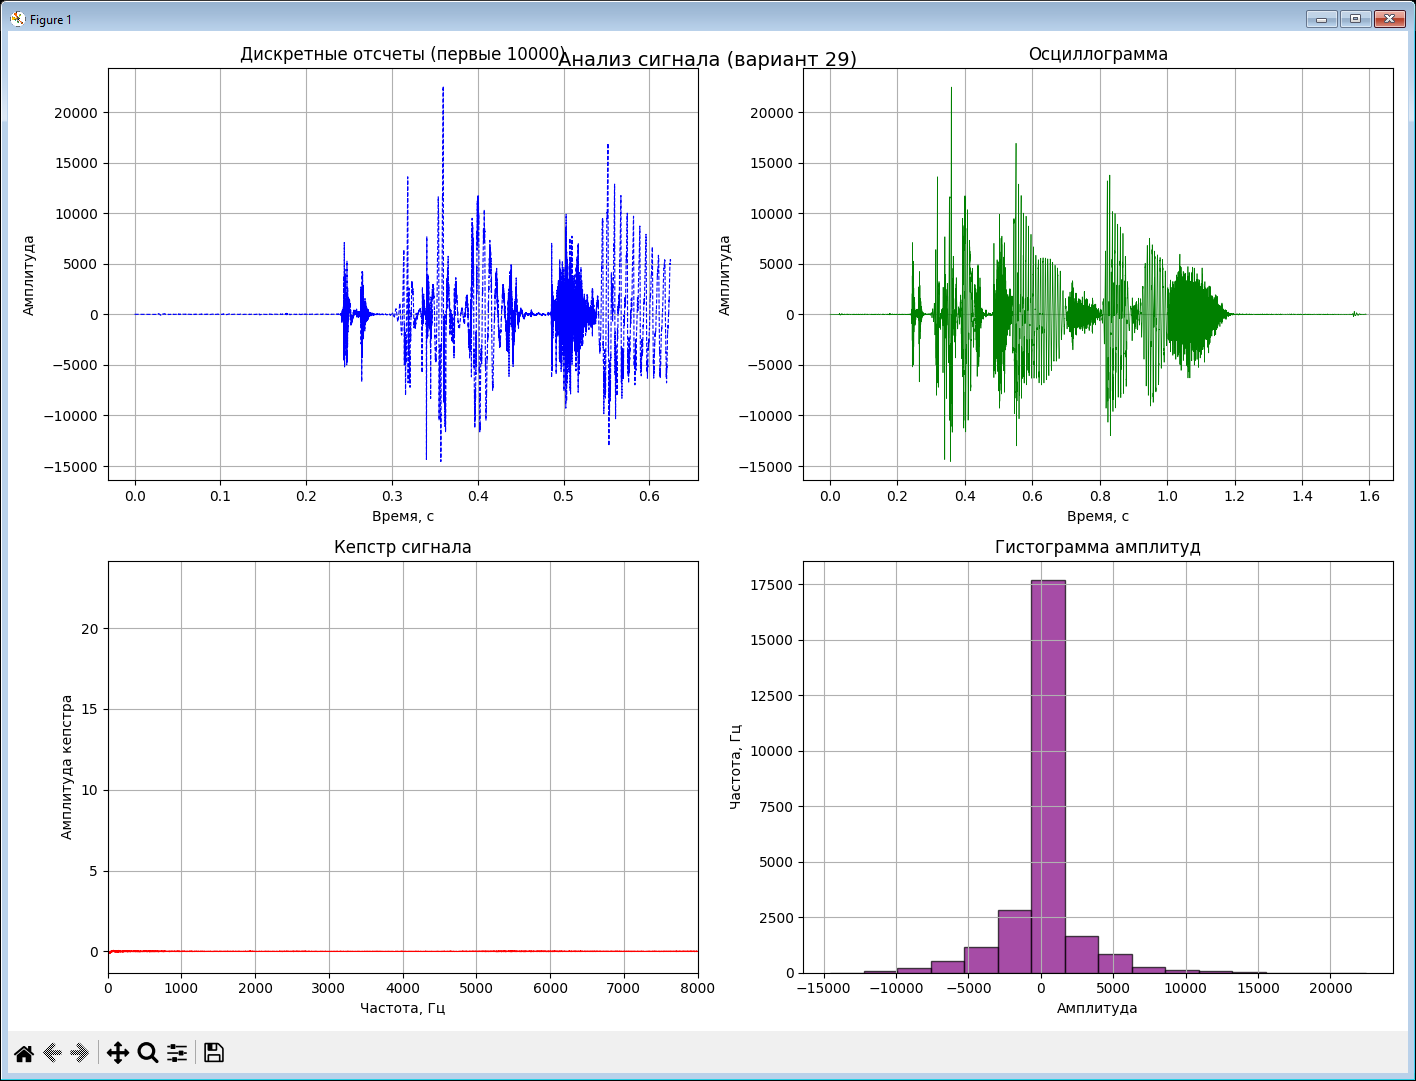 Figure 1
Анализ сигнала (вариант 29)
Дискретные отсчеты (первые 10000)
Амплитуда
20000
15000
10000
5000
0
−5000
−10000
−15000
0.0 0.1 0.2 0.3 0.4 0.5 0.6
Время, с
Осциллограмма
Амплитуда
20000
15000
10000
5000
0
−5000
−10000
−15000
0.0 0.2 0.4 0.6 0.8 1.0 1.2 1.4 1.6
Время, с
Кепстр сигнала
Амплитуда кепстра
20
15
10
5
0
0 1000 2000 3000 4000 5000 6000 7000 8000
Частота, Гц
Гистограмма амплитуд
Частота, Гц
17500
15000
12500
10000
7500
5000
2500
0
−15000 −10000 −5000 0 5000 10000 15000 20000
Амплитуда